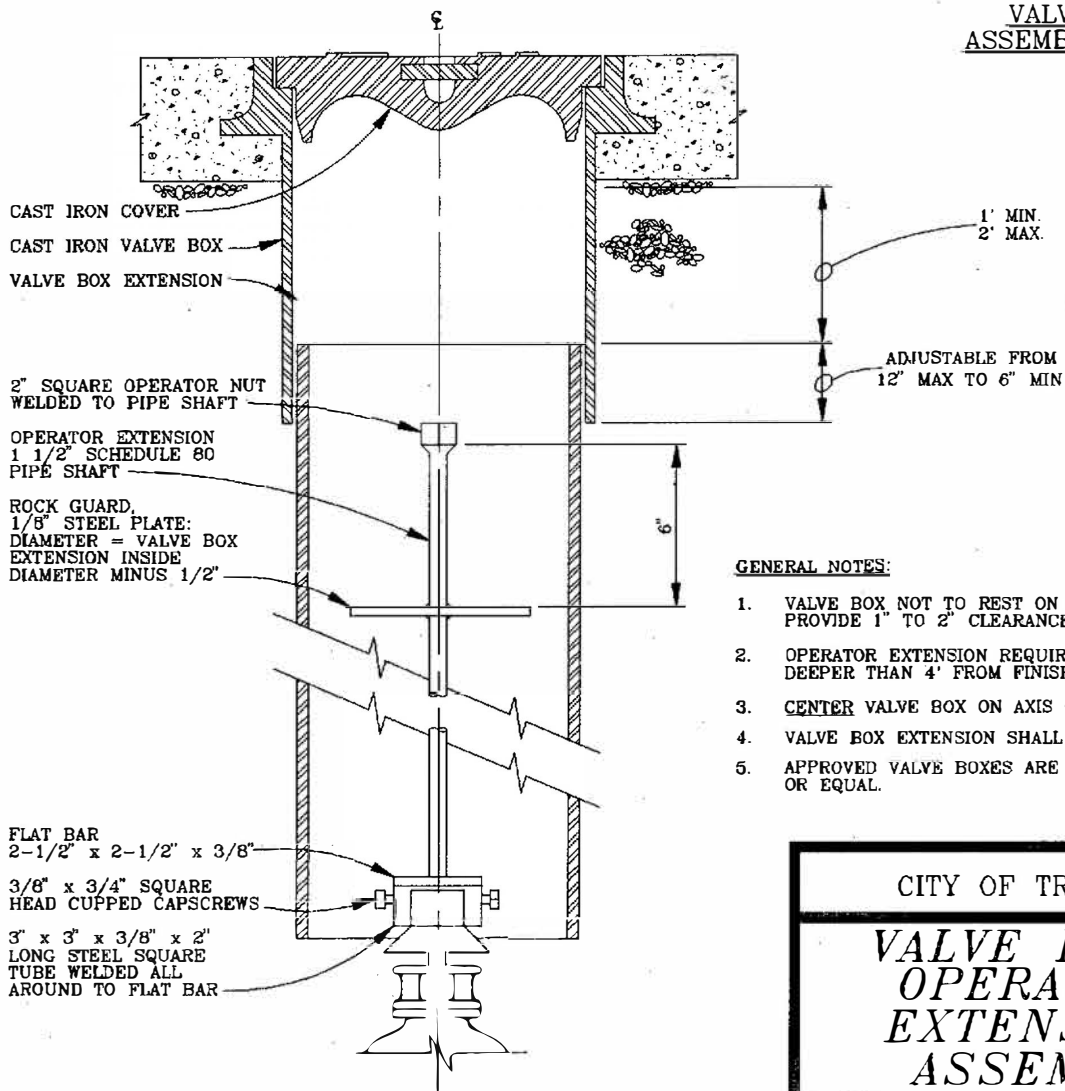 ℄
VALV
ASSEMB
CAST IRON COVER
CAST IRON VALVE BOX
VALVE BOX EXTENSION
1' MIN.
2' MAX.
ADJUSTABLE FROM
12" MAX TO 6" MIN
2" SQUARE OPERATOR NUT
WELDED TO PIPE SHAFT
OPERATOR EXTENSION
1 1/2" SCHEDULE 80
PIPE SHAFT
ROCK GUARD,
1/8" STEEL PLATE:
DIAMETER = VALVE BOX
EXTENSION INSIDE
DIAMETER MINUS 1/2"
6"
GENERAL NOTES:
1. VALVE BOX NOT TO REST ON
PROVIDE 1" TO 2" CLEARANCE
2. OPERATOR EXTENSION REQUIR
DEEPER THAN 4' FROM FINISH
3. CENTER VALVE BOX ON AXIS
4. VALVE BOX EXTENSION SHALL
5. APPROVED VALVE BOXES ARE
OR EQUAL.
FLAT BAR
2-1/2" x 2-1/2" x 3/8"
3/8" x 3/4" SQUARE
HEAD CUPPED CAPSCREWS
3" x 3" x 3/8" x 2"
LONG STEEL SQUARE
TUBE WELDED ALL
AROUND TO FLAT BAR
CITY OF TR
VALVE
OPERA
EXTENS
ASSEM